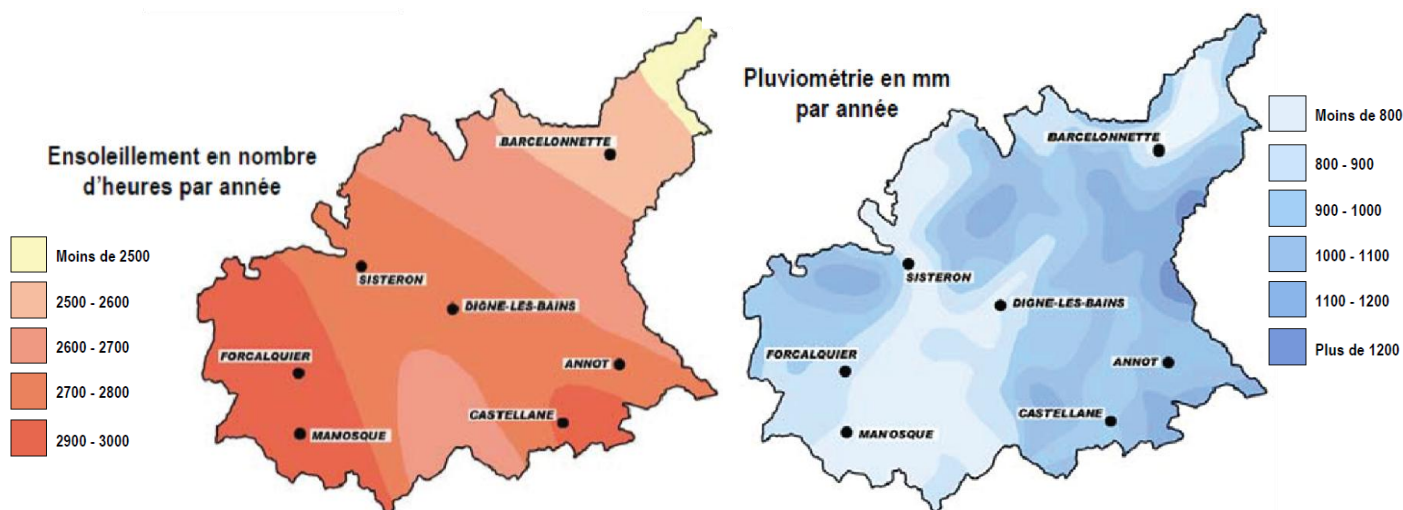 Ensoleillement en nombre
d'heures par année
Moins de 2500
2500 - 2600
2600 - 2700
2700 - 2800
2900 - 3000
BARCELONNETTE
SISTERON
DIGNE-LES-BAINS
FORCALQUIER
ANNOT
CASTELLANE
MANOSQUE
Pluviométrie en mm
par année
BARCELONNETTE
SISTERON
DIGNE-LES-BAINS
FORCALQUIER
ANNOT
CASTELLANE
MANOSQUE
Moins de 800
800 - 900
900 - 1000
1000 - 1100
1100 - 1200
Plus de 1200